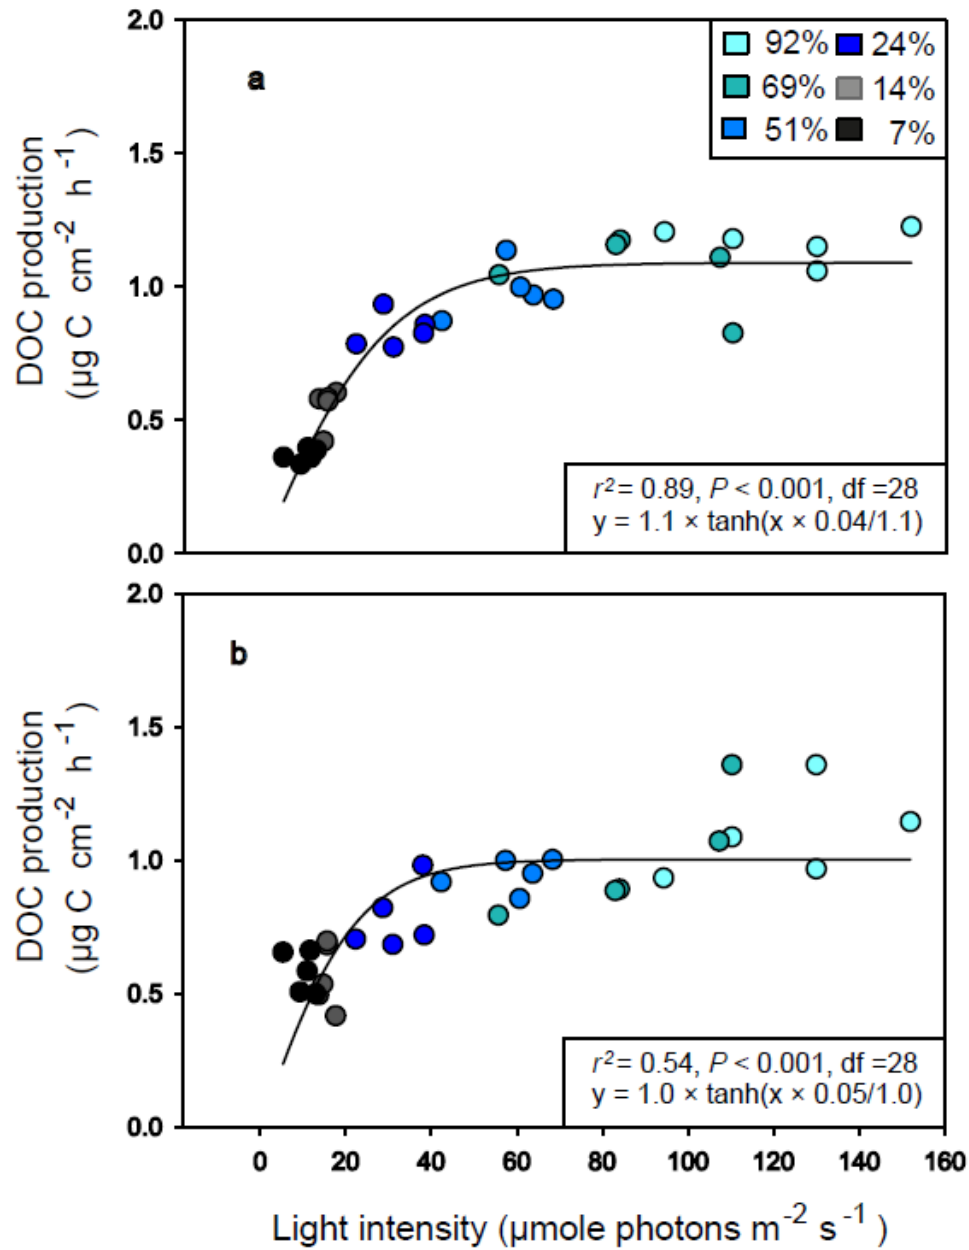 2.0
1.5
1.0
0.5
0.0
DOC production
(µg C cm⁻² h⁻¹)
a
92% 24%
69% 14%
51% 7%
r² = 0.89, P < 0.001, df =28
y = 1.1 × tanh(x × 0.04/1.1)
2.0
1.5
1.0
0.5
0.0
DOC production
(µg C cm⁻² h⁻¹)
b
r² = 0.54, P < 0.001, df =28
y = 1.0 × tanh(x × 0.05/1.0)
0 20 40 60 80 100 120 140 160
Light intensity (µmole photons m⁻² s⁻¹ )